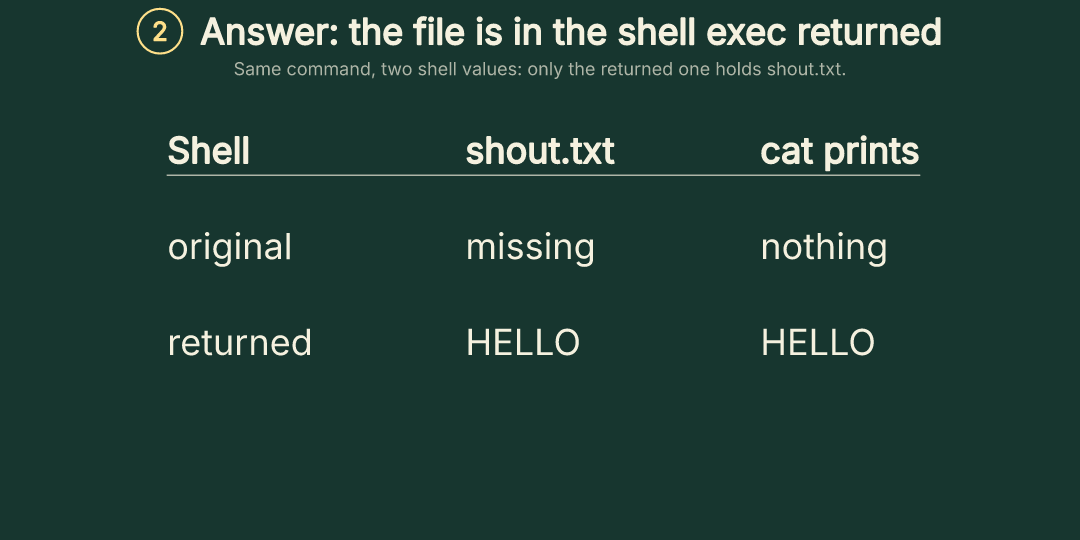 2 Answer: the file is in the shell exec returned
Same command, two shell values: only the returned one holds shout.txt.
Shell shout.txt cat prints
original missing nothing
returned HELLO HELLO